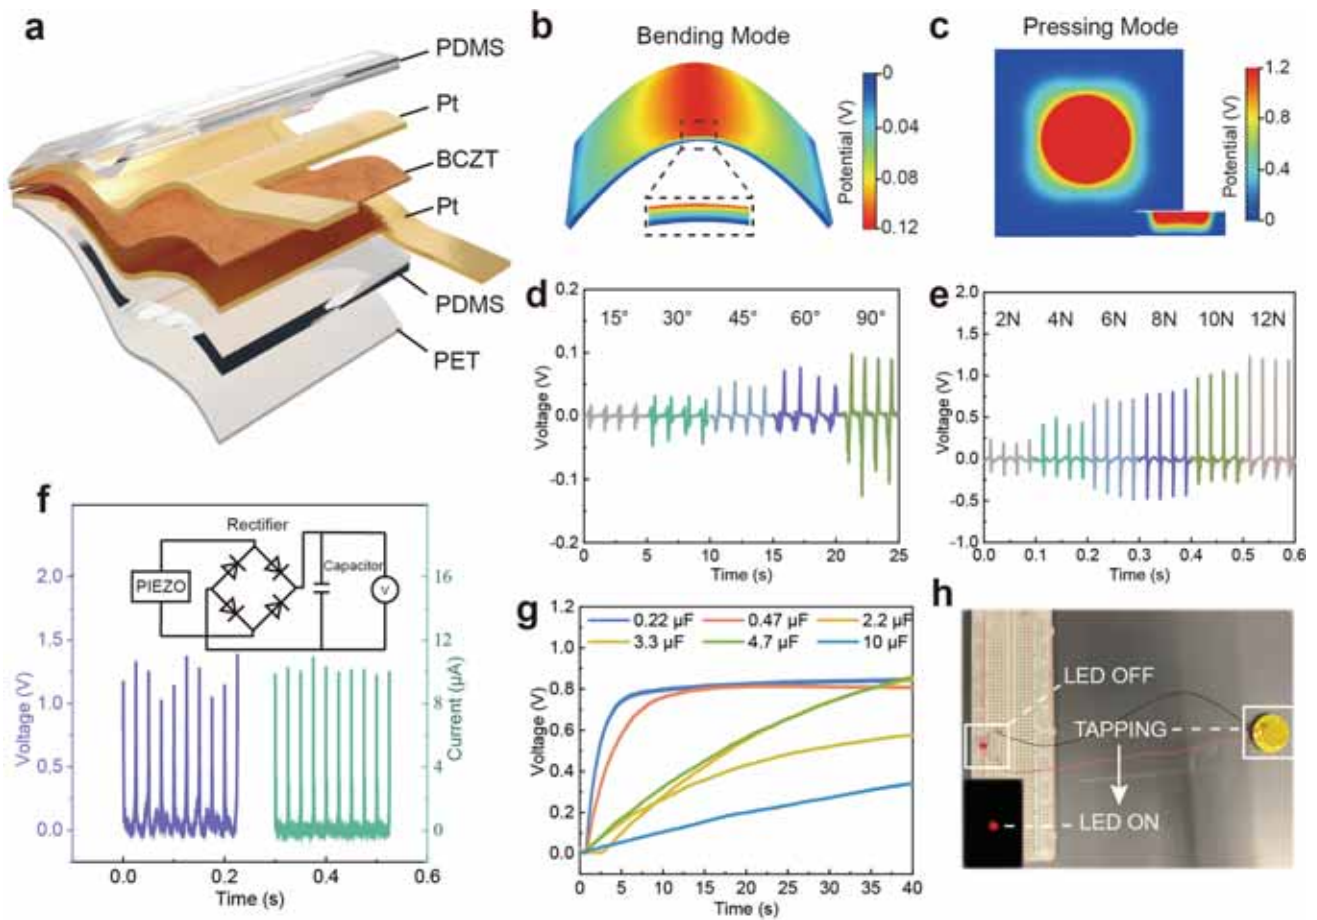 a
PDMS
Pt
BCZT
Pt
PDMS
PET
b
Bending Mode
0
-0.04
-0.08
0.12
Potential (V)
c
Pressing Mode
1.2
0.8
0.4
0
Potential (V)
d
15° 30° 45° 60° 90°
0.2
0.1
0.0
-0.1
-0.2
Voltage (V)
0 5 10 15 20 25
Time (s)
e
2N 4N 6N 8N 10N 12N
2.0
1.5
1.0
0.5
0.0
-0.5
-1.0
Voltage (V)
0.0 0.1 0.2 0.3 0.4 0.5 0.6
Time (s)
f
Rectifier
PIEZO
Capacitor
V
2.0
1.5
1.0
0.5
0.0
Voltage (V)
16
12
8
4
0
Current (μA)
0.0 0.2 0.4 0.6
Time (s)
g
0.22 μF 0.47 μF 2.2 μF
3.3 μF 4.7 μF 10 μF
1.2
1.0
0.8
0.6
0.4
0.2
0.0
Voltage (V)
0 5 10 15 20 25 30 35 40
Time (s)
h
LED OFF
TAPPING
LED ON